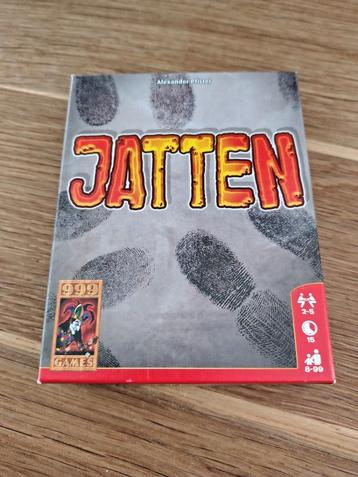 Alexander Pfister
JATTEN
999
GAMES
2-5
15
8-99